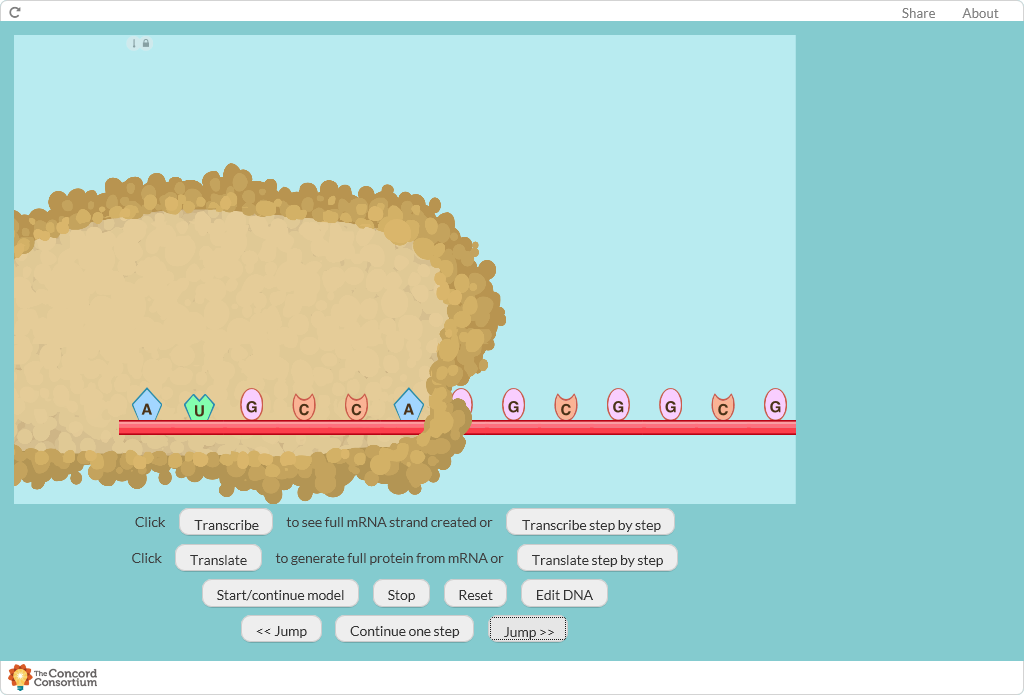 Share About
A U G C C A G C G G C G
Click Transcribe to see full mRNA strand created or Transcribe step by step
Click Translate to generate full protein from mRNA or Translate step by step
Start/continue model Stop Reset Edit DNA
<< Jump Continue one step Jump >>
The Concord
Consortium